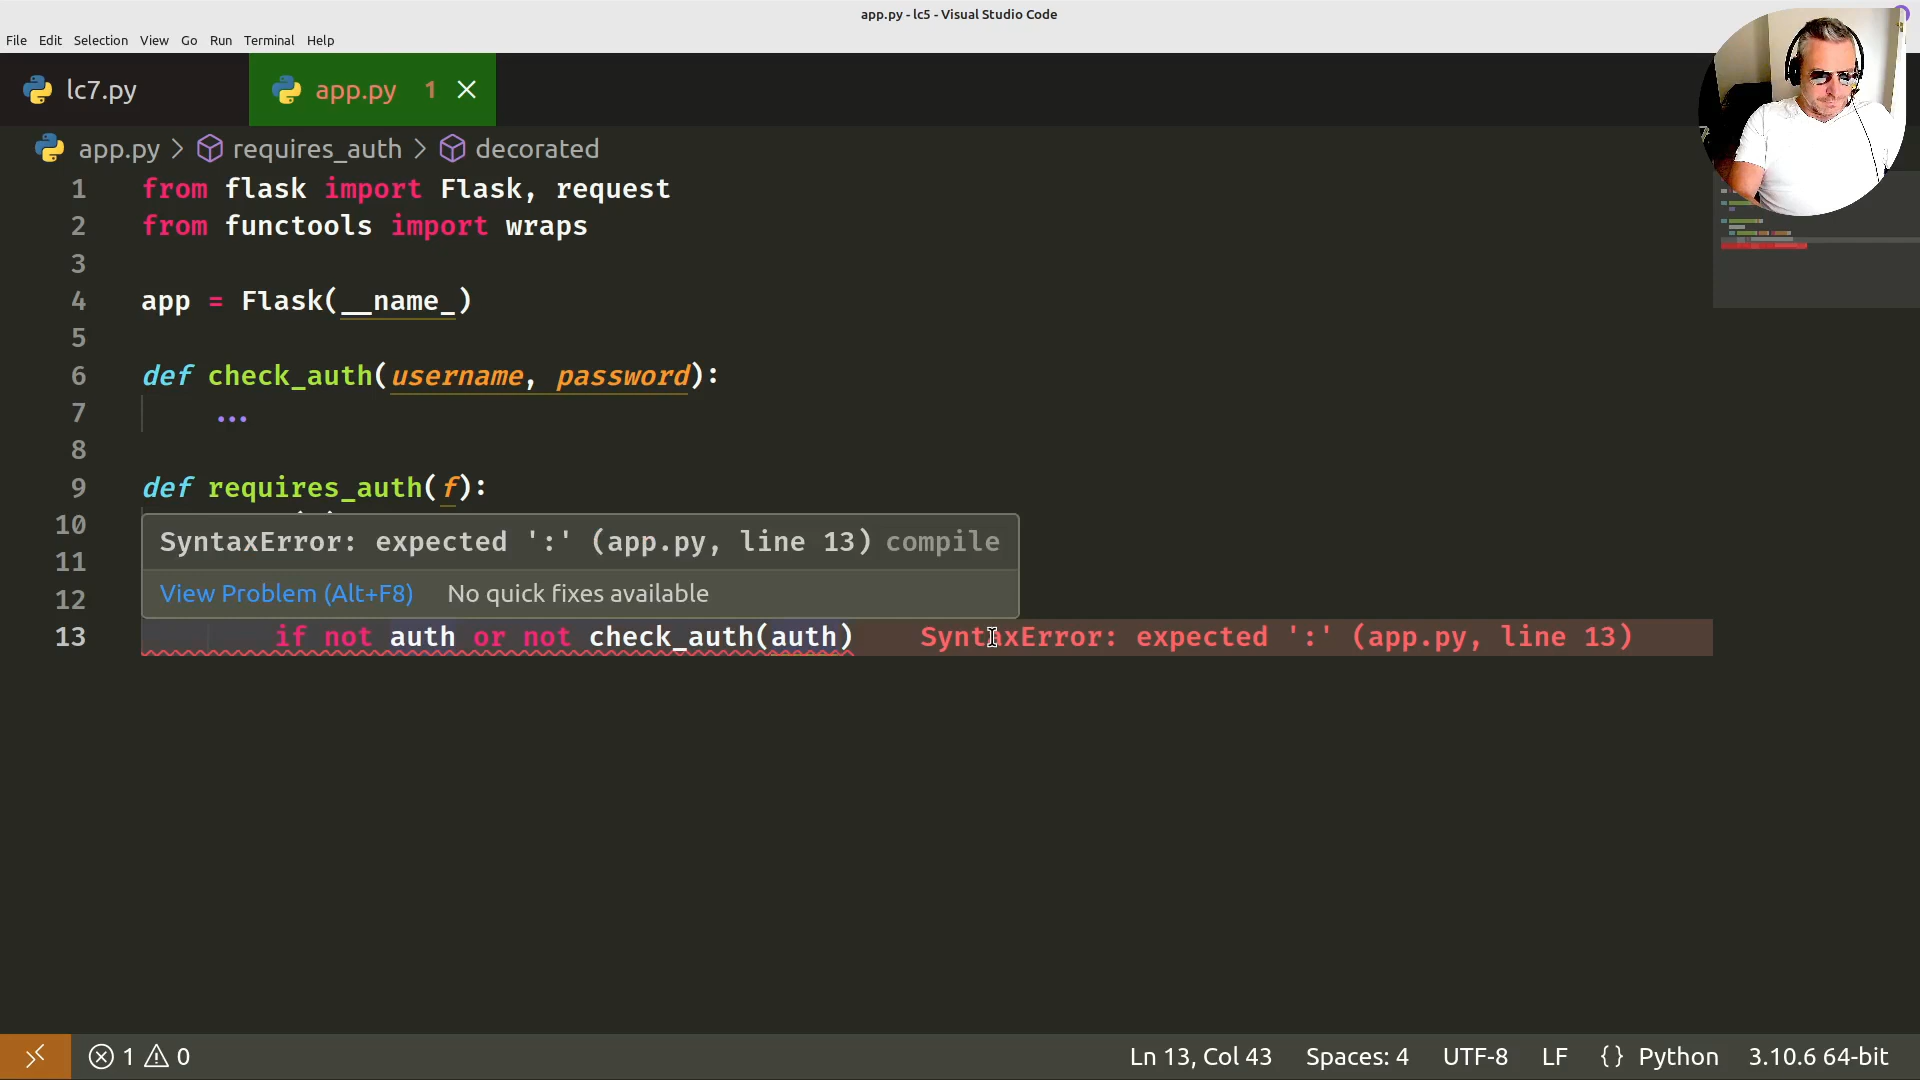 app.py - lc5 - Visual Studio Code
File Edit Selection View Go Run Terminal Help
lc7.py app.py 1
app.py > requires_auth > decorated
1 from flask import Flask, request
2 from functools import wraps
3
4 app = Flask(__name_)
5
6 def check_auth(username, password):
7 ...
8
9 def requires_auth(f):
10
SyntaxError: expected ':' (app.py, line 13) compile
11
View Problem (Alt+F8) No quick fixes available
12
13 if not auth or not check_auth(auth) SyntaxError: expected ':' (app.py, line 13)
1 0 Ln 13, Col 43 Spaces: 4 UTF-8 LF {} Python 3.10.6 64-bit